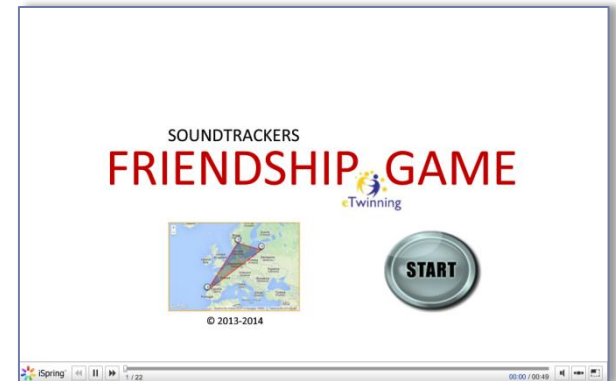 SOUNDTRACKERS
FRIENDSHIP GAME
eTwinning
START
© 2013-2014
iSpring
1 / 22
00:00 / 00:49